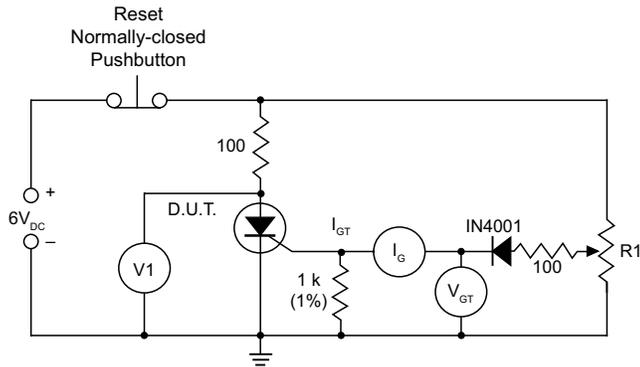 Reset
Normally-closed
Pushbutton
100
+
6V_DC
–
D.U.T.
V1
I_GT
1 k
(1%)
I_G
V_GT
IN4001
100
R1